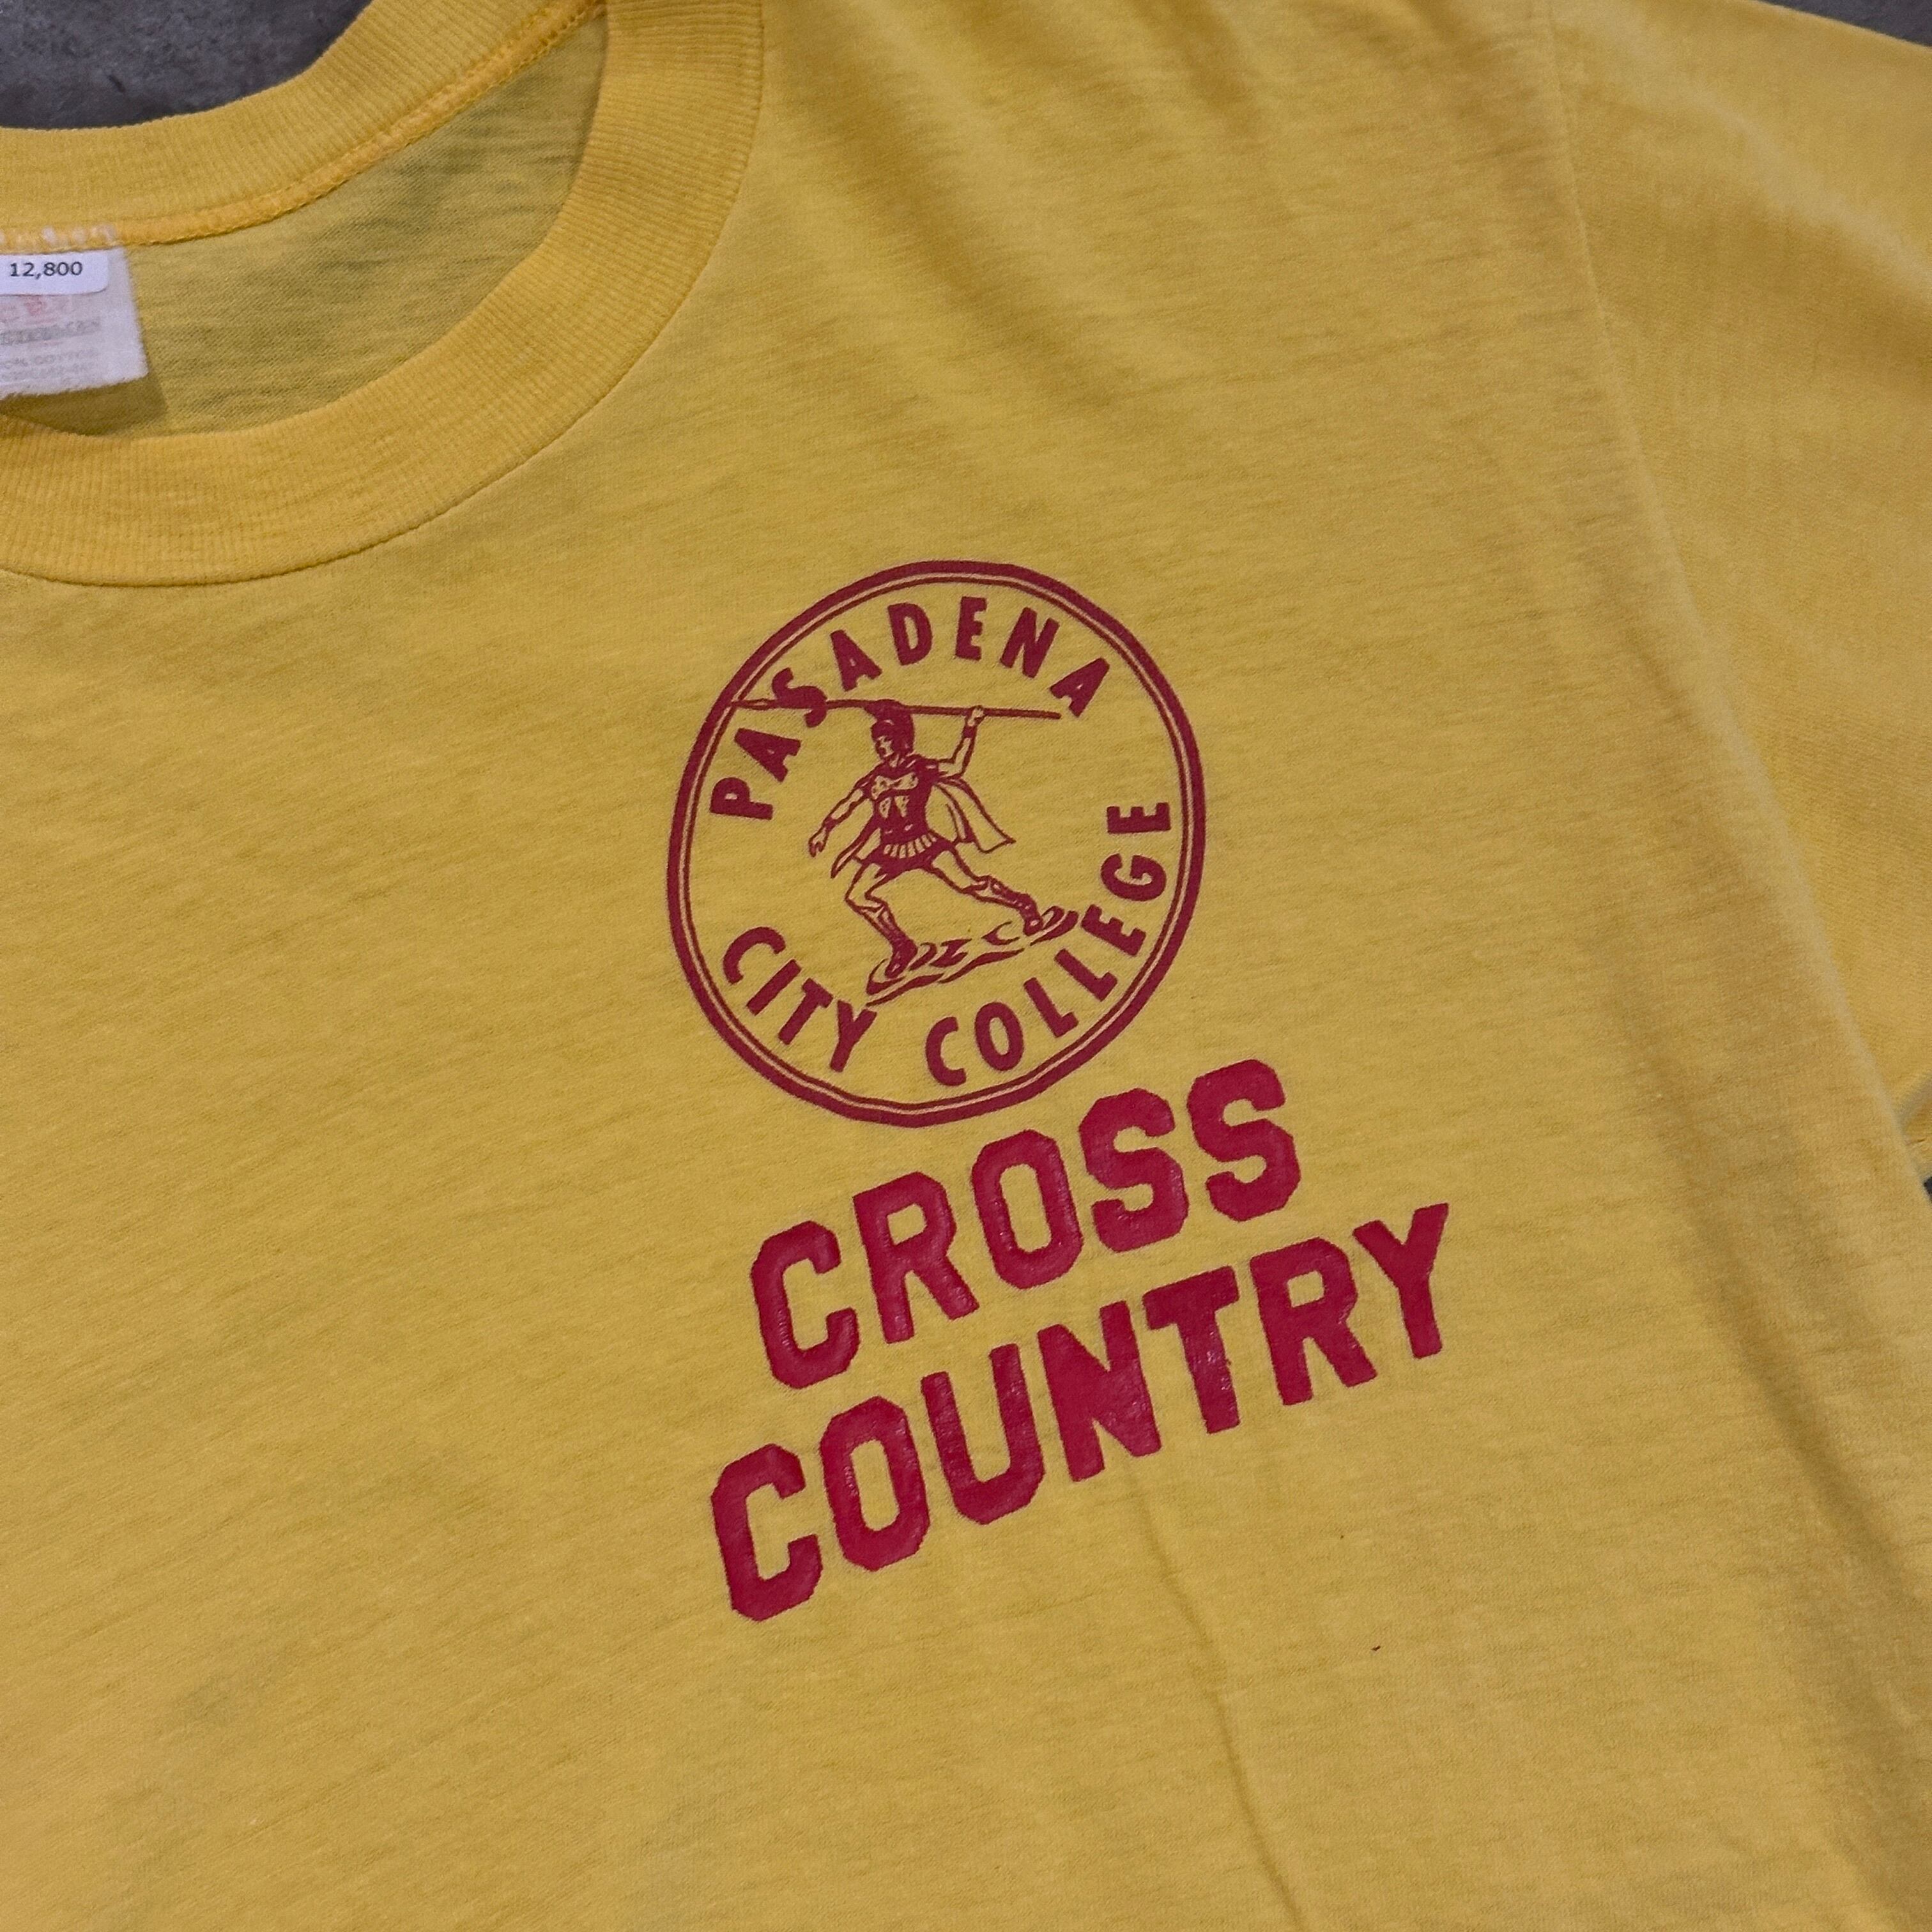 12,800
PASADENA
CITY COLLEGE
CROSS
COUNTRY